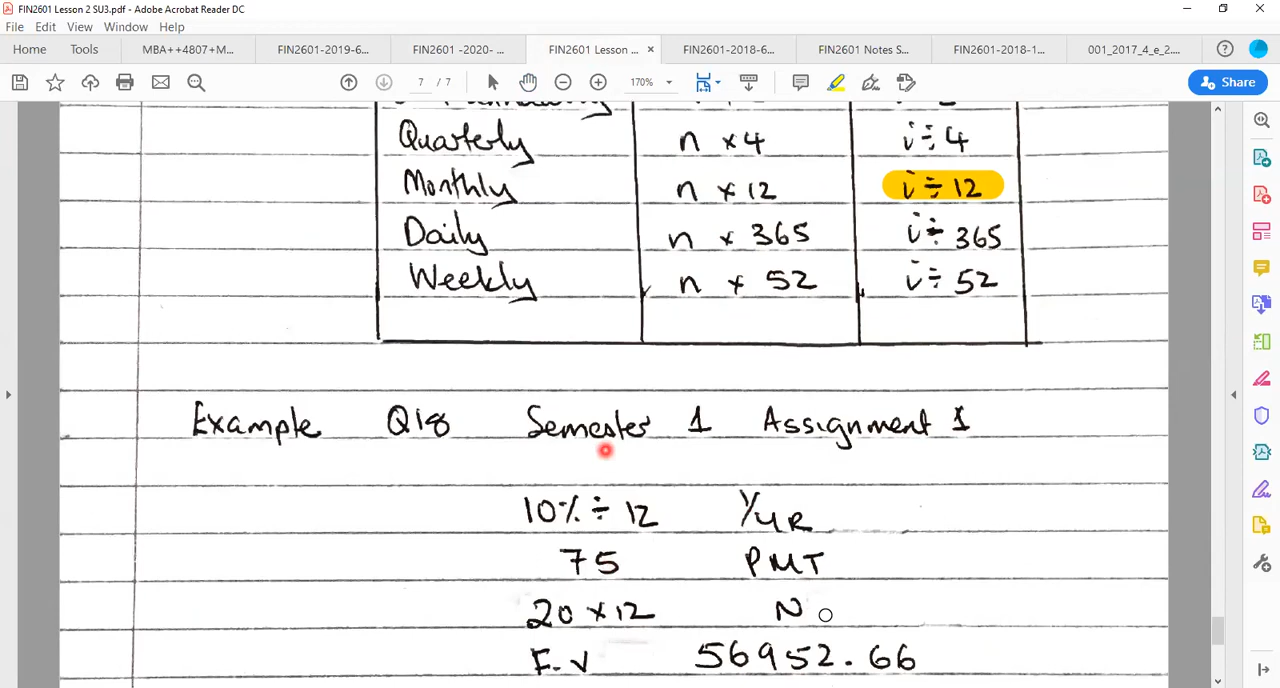 FIN2601 Lesson 2 SU3.pdf - Adobe Acrobat Reader DC
File Edit View Window Help
Home Tools MBA++4807+M... FIN2601-2019-6... FIN2601 -2020- ... FIN2601 Lesson ... × FIN2601-2018-6... FIN2601 Notes S... FIN2601-2018-1... 001_2017_4_e_2....
7 / 7 170% Share
Quarterly n ×4 i÷4
Monthly n ×12 i÷12
Daily n × 365 i÷365
Weekly n × 52 i÷52
Example Q18 Semester 1 Assignment 1
10% ÷ 12 I/YR
75 PMT
20 ×12 N
F.V 56952.66